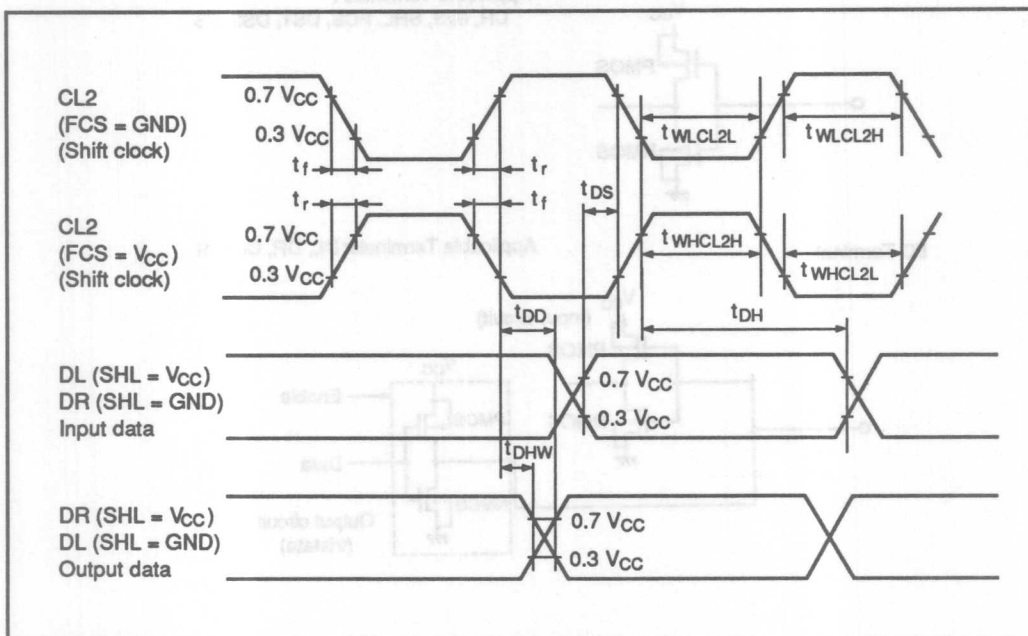 CL2
(FCS = GND)
(Shift clock)
0.7 VCC
0.3 VCC
tf
tr
tWLCL2L
tWLCL2H
tDS
tr
tf
CL2
(FCS = VCC)
(Shift clock)
0.7 VCC
0.3 VCC
tWHCL2H
tWHCL2L
tDD
tDH
DL (SHL = VCC)
DR (SHL = GND)
Input data
0.7 VCC
0.3 VCC
tDHW
DR (SHL = VCC)
DL (SHL = GND)
Output data
0.7 VCC
0.3 VCC